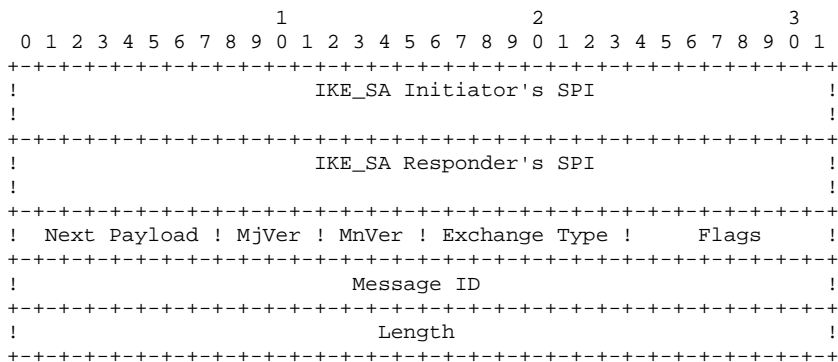 1                   2                   3
 0 1 2 3 4 5 6 7 8 9 0 1 2 3 4 5 6 7 8 9 0 1 2 3 4 5 6 7 8 9 0 1
+-+-+-+-+-+-+-+-+-+-+-+-+-+-+-+-+-+-+-+-+-+-+-+-+-+-+-+-+-+-+-+-+
!                       IKE_SA Initiator's SPI                  !
!                                                               !
+-+-+-+-+-+-+-+-+-+-+-+-+-+-+-+-+-+-+-+-+-+-+-+-+-+-+-+-+-+-+-+-+
!                       IKE_SA Responder's SPI                  !
!                                                               !
+-+-+-+-+-+-+-+-+-+-+-+-+-+-+-+-+-+-+-+-+-+-+-+-+-+-+-+-+-+-+-+-+
!  Next Payload ! MjVer ! MnVer ! Exchange Type !     Flags     !
+-+-+-+-+-+-+-+-+-+-+-+-+-+-+-+-+-+-+-+-+-+-+-+-+-+-+-+-+-+-+-+-+
!                          Message ID                           !
+-+-+-+-+-+-+-+-+-+-+-+-+-+-+-+-+-+-+-+-+-+-+-+-+-+-+-+-+-+-+-+-+
!                            Length                             !
+-+-+-+-+-+-+-+-+-+-+-+-+-+-+-+-+-+-+-+-+-+-+-+-+-+-+-+-+-+-+-+-+